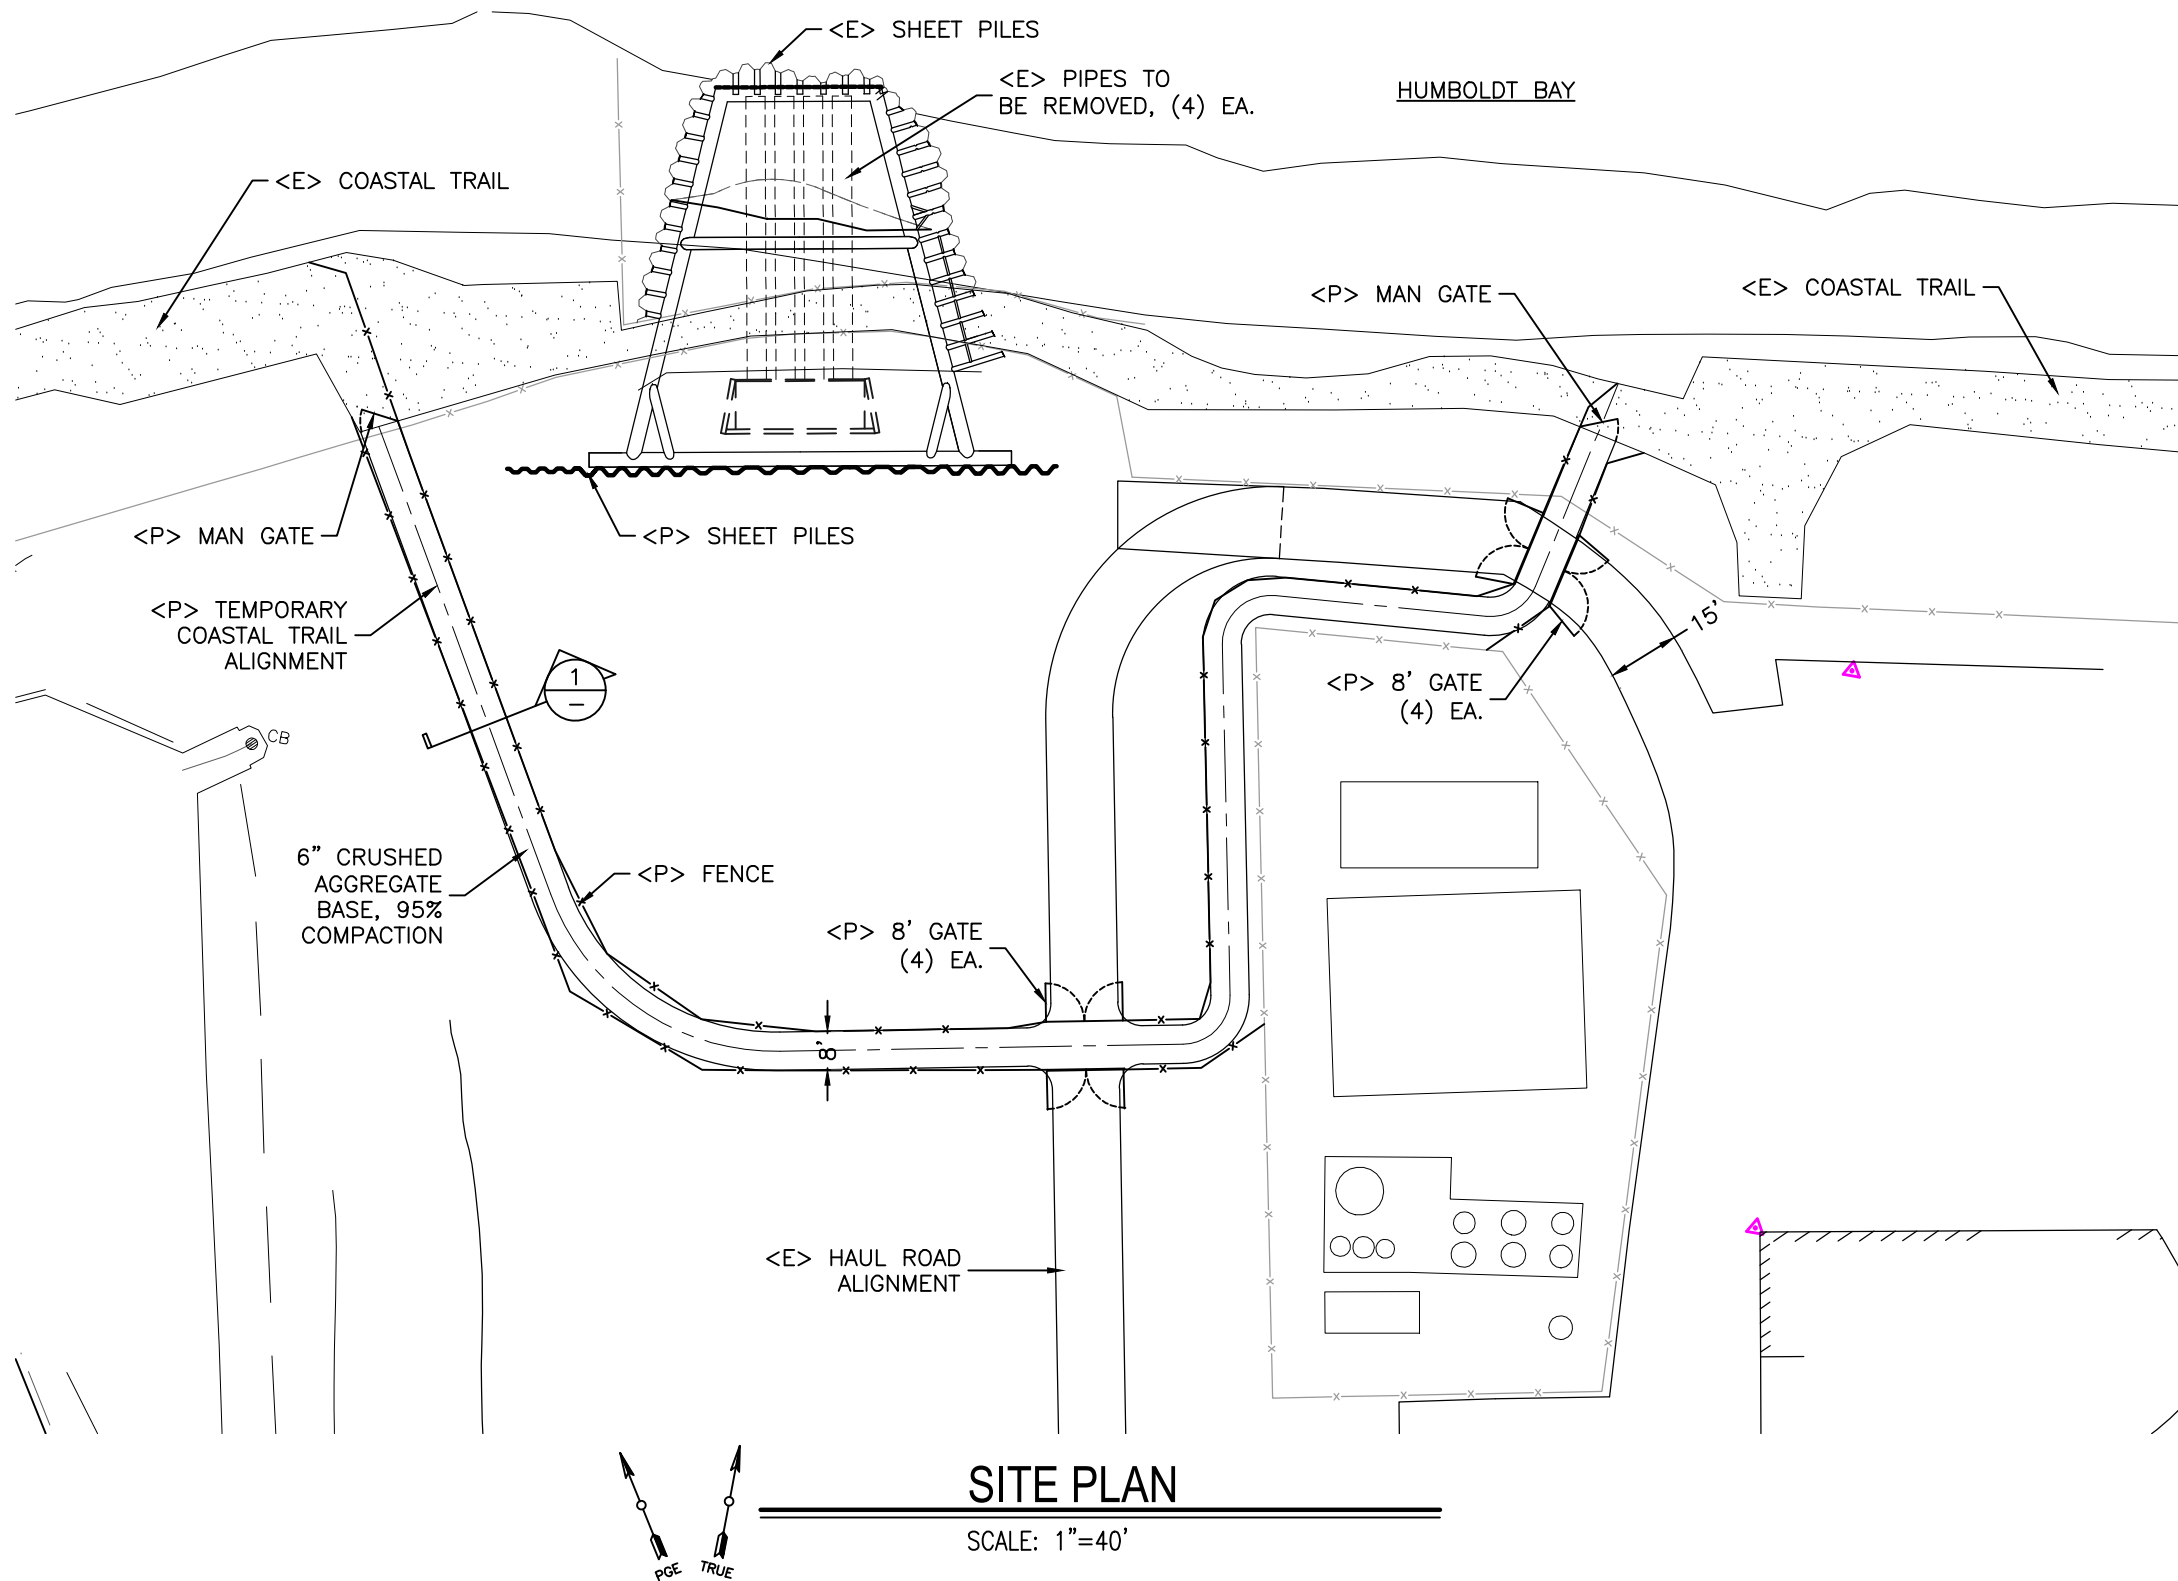 <E> SHEET PILES
<E> PIPES TO
BE REMOVED, (4) EA.
HUMBOLDT BAY
<E> COASTAL TRAIL
<P> MAN GATE
<E> COASTAL TRAIL
<P> MAN GATE
<P> SHEET PILES
<P> TEMPORARY
COASTAL TRAIL
ALIGNMENT
15'
1
–
<P> 8' GATE
(4) EA.
CB
6" CRUSHED
AGGREGATE
BASE, 95%
COMPACTION
<P> FENCE
<P> 8' GATE
(4) EA.
8'
<E> HAUL ROAD
ALIGNMENT
PGE
TRUE
SITE PLAN
SCALE: 1"=40'